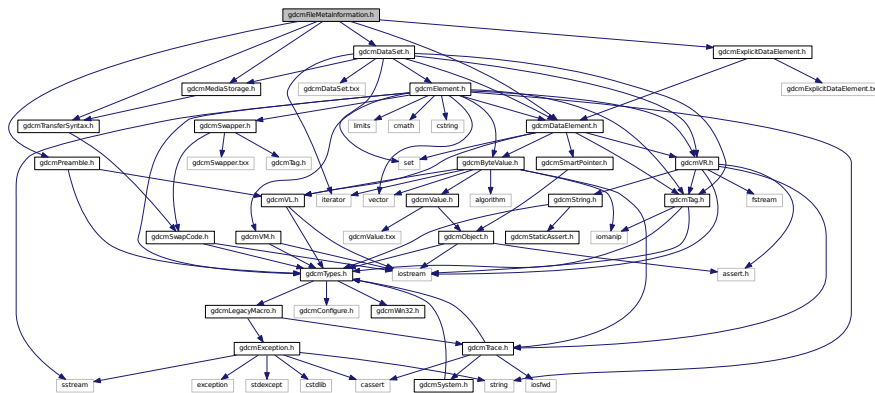 gdcmFileMetaInformation.h
gdcmDataSet.h
gdcmExplicitDataElement.h
gdcmMediaStorage.h
gdcmDataSet.txx
gdcmElement.h
gdcmExplicitDataElement.tx
gdcmTransferSyntax.h
gdcmSwapper.h
limits
cmath
cstring
gdcmDataElement.h
gdcmPreamble.h
gdcmSwapper.txx
gdcmTag.h
set
gdcmByteValue.h
gdcmSmartPointer.h
gdcmVR.h
gdcmVL.h
iterator
vector
gdcmValue.h
algorithm
gdcmString.h
gdcmTag.h
fstream
gdcmSwapCode.h
gdcmVM.h
gdcmValue.txx
gdcmObject.h
gdcmStaticAssert.h
iomanip
gdcmTypes.h
iostream
assert.h
gdcmLegacyMacro.h
gdcmConfigure.h
gdcmWin32.h
gdcmException.h
gdcmTrace.h
sstream
exception
stdexcept
cstdlib
cassert
gdcmSystem.h
string
iosfwd